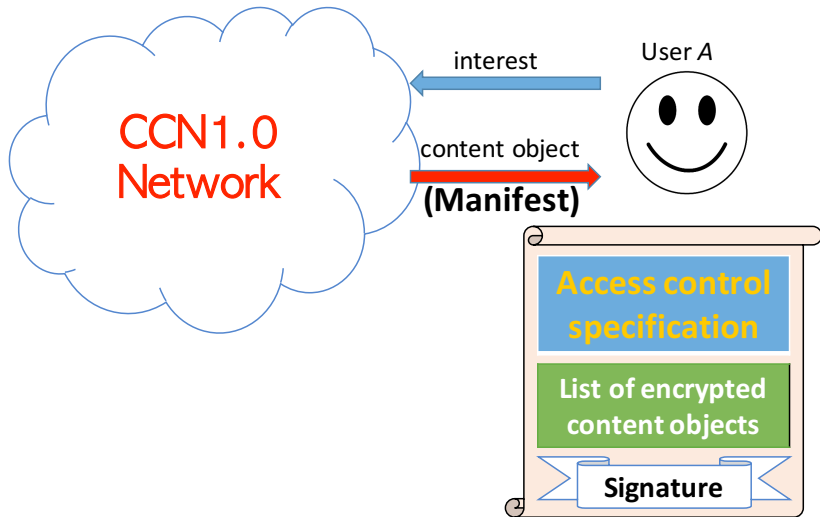 interest
User A
CCN1.0
Network
content object
(Manifest)
Access control
specification
List of encrypted
content objects
Signature